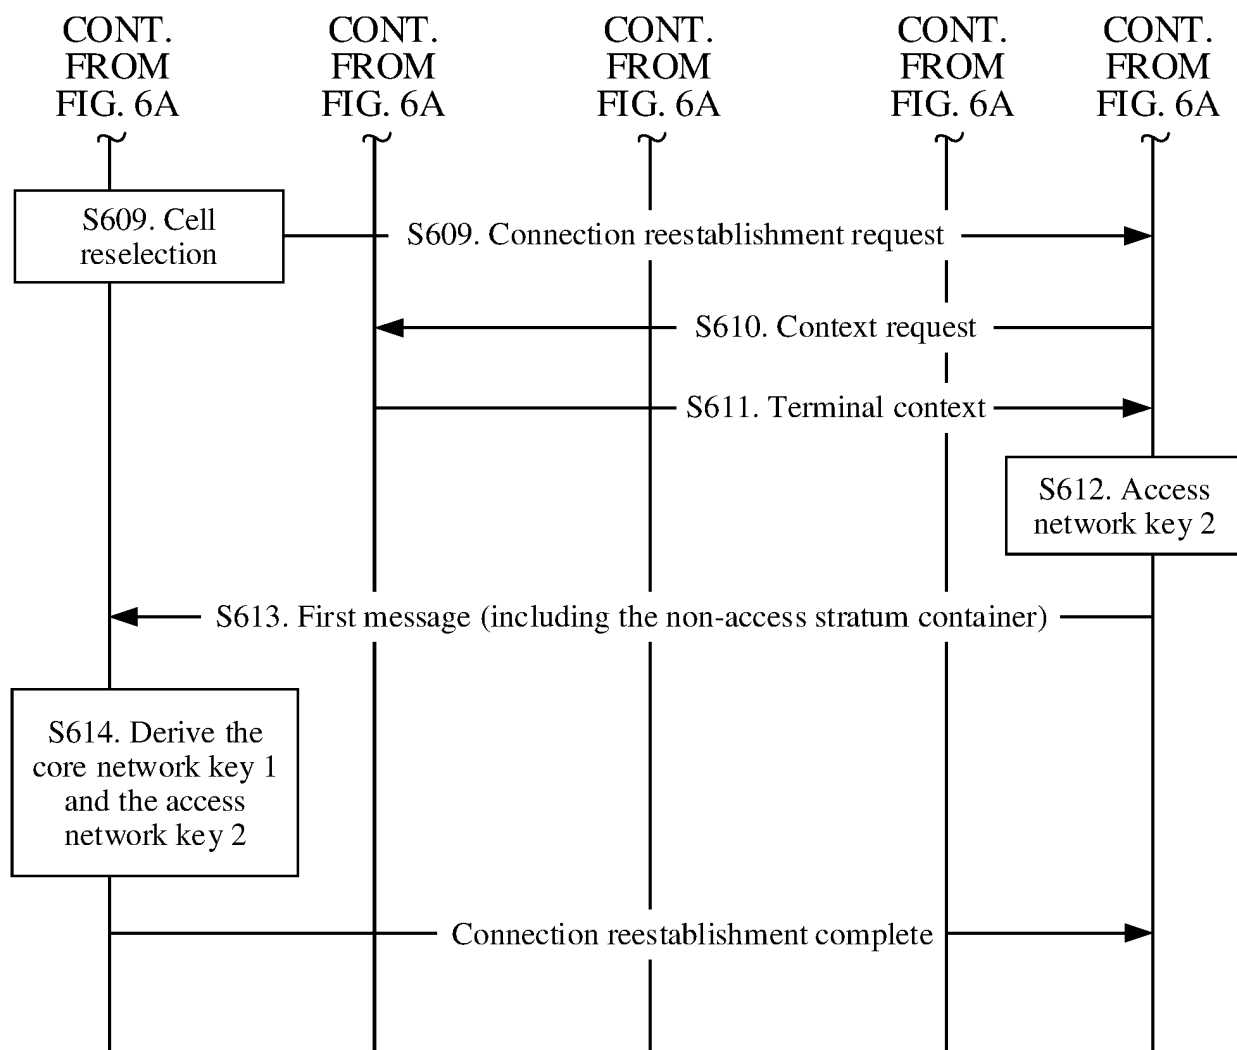 CONT. FROM FIG. 6A
CONT. FROM FIG. 6A
CONT. FROM FIG. 6A
CONT. FROM FIG. 6A
CONT. FROM FIG. 6A
S609. Cell
reselection
S609. Connection reestablishment request
S610. Context request
S611. Terminal context
S612. Access
network key 2
S613. First message (including the non-access stratum container)
S614. Derive the
core network key 1
and the access
network key 2
Connection reestablishment complete